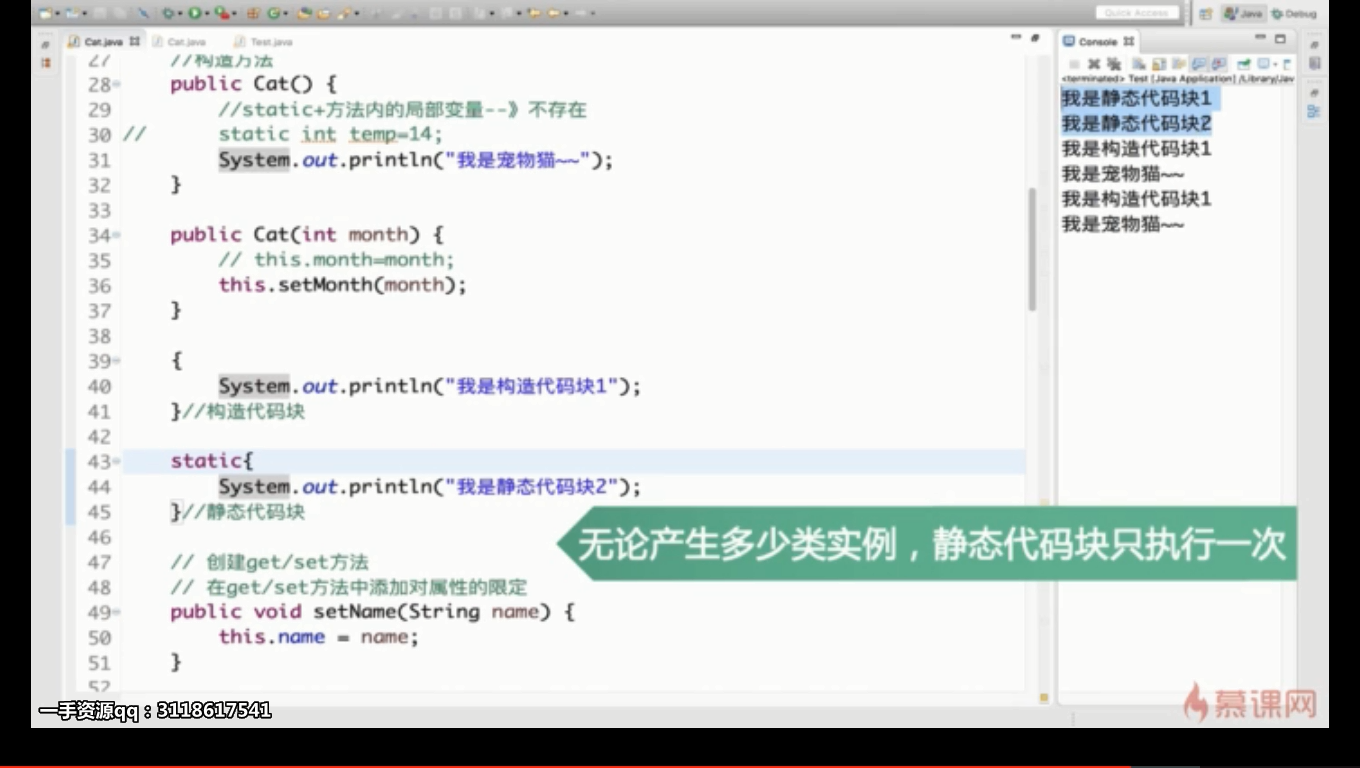 Quick Access
Java
Debug
Cat.java
Cat.java
Test.java
27 //构造方法
28 public Cat() {
29 //static+方法内的局部变量--》不存在
30 // static int temp=14;
31 System.out.println("我是宠物猫~~");
32 }
33
34 public Cat(int month) {
35 // this.month=month;
36 this.setMonth(month);
37 }
38
39 {
40 System.out.println("我是构造代码块1");
41 }//构造代码块
42
43 static{
44 System.out.println("我是静态代码块2");
45 }//静态代码块
46
47 // 创建get/set方法
48 // 在get/set方法中添加对属性的限定
49 public void setName(String name) {
50 this.name = name;
51 }
52
Console
<terminated> Test [Java Application] /Library/Jav
我是静态代码块1
我是静态代码块2
我是构造代码块1
我是宠物猫~~
我是构造代码块1
我是宠物猫~~
无论产生多少类实例，静态代码块只执行一次
一手资源qq：3118617541
慕课网